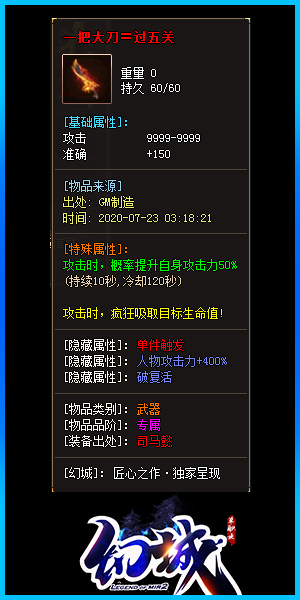 一把大刀＝过五关
重量 0
持久 60/60
[基础属性]:
攻击 9999-9999
准确 +150
[物品来源]
出处: GM制造
时间: 2020-07-23 03:18:21
[特殊属性]:
攻击时, 概率提升自身攻击力50%
(持续10秒, 冷却120秒)
攻击时, 疯狂吸取目标生命值!
[隐藏属性]: 单件触发
[隐藏属性]: 人物攻击力+400%
[隐藏属性]: 破复活
[物品类别]: 武器
[物品品阶]: 专属
[装备出处]: 司马懿
[幻城]: 匠心之作·独家呈现
幻城
LEGEND OF MIR2